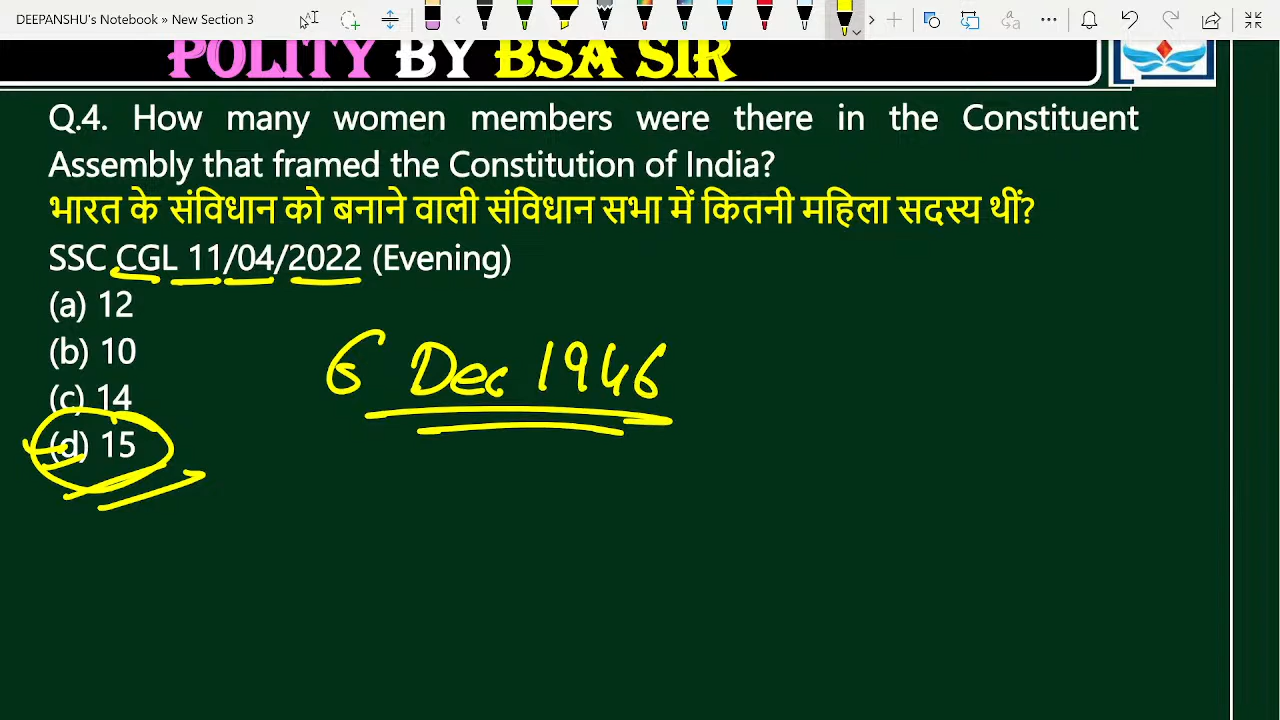 DEEPANSHU's Notebook » New Section 3
POLITY BY BSA SIR
Q.4. How many women members were there in the Constituent
Assembly that framed the Constitution of India?
भारत के संविधान को बनाने वाली संविधान सभा में कितनी महिला सदस्य थीं?
SSC CGL 11/04/2022 (Evening)
(a) 12
(b) 10
6 Dec 1946
(c) 14
(d) 15